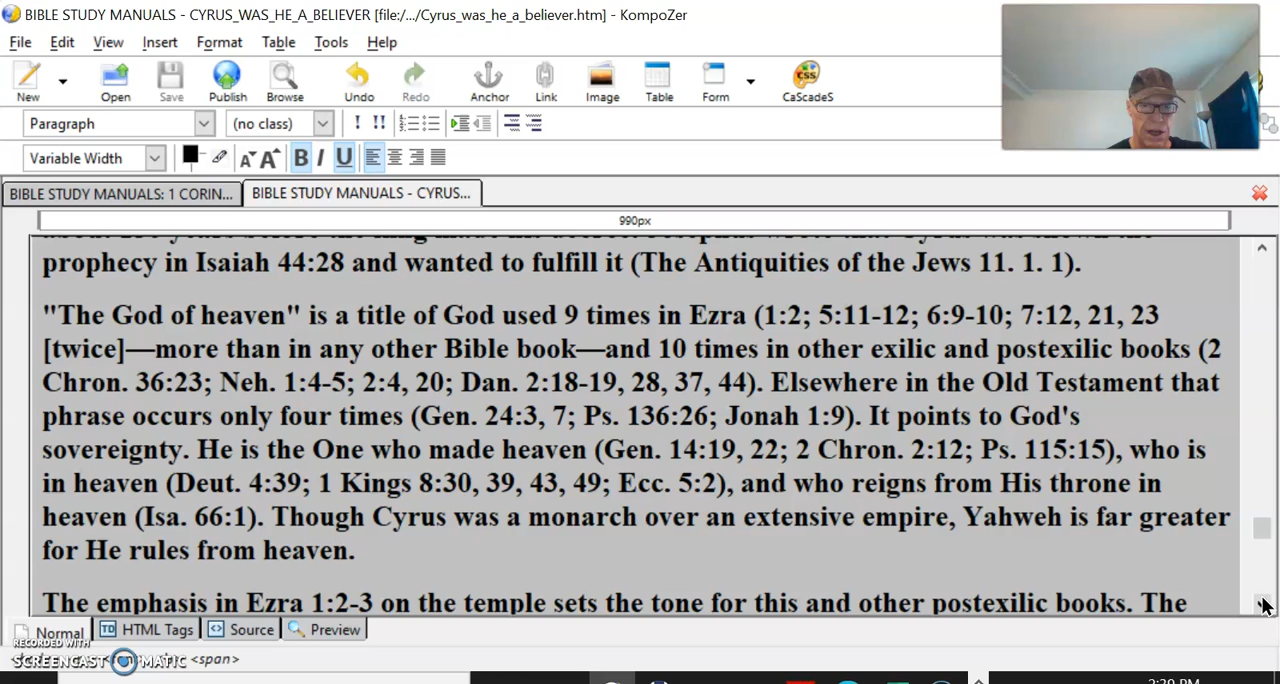 BIBLE STUDY MANUALS - CYRUS_WAS_HE_A_BELIEVER [file:/.../Cyrus_was_he_a_believer.htm] - KompoZer
File Edit View Insert Format Table Tools Help
New Open Save Publish Browse Undo Redo Anchor Link Image Table Form CaScadeS
Paragraph (no class) ! !!
Variable Width A A B I U
BIBLE STUDY MANUALS: 1 CORIN... BIBLE STUDY MANUALS - CYRUS...
990px
prophecy in Isaiah 44:28 and wanted to fulfill it (The Antiquities of the Jews 11. 1. 1).
"The God of heaven" is a title of God used 9 times in Ezra (1:2; 5:11-12; 6:9-10; 7:12, 21, 23
[twice]—more than in any other Bible book—and 10 times in other exilic and postexilic books (2
Chron. 36:23; Neh. 1:4-5; 2:4, 20; Dan. 2:18-19, 28, 37, 44). Elsewhere in the Old Testament that
phrase occurs only four times (Gen. 24:3, 7; Ps. 136:26; Jonah 1:9). It points to God's
sovereignty. He is the One who made heaven (Gen. 14:19, 22; 2 Chron. 2:12; Ps. 115:15), who is
in heaven (Deut. 4:39; 1 Kings 8:30, 39, 43, 49; Ecc. 5:2), and who reigns from His throne in
heaven (Isa. 66:1). Though Cyrus was a monarch over an extensive empire, Yahweh is far greater
for He rules from heaven.
The emphasis in Ezra 1:2-3 on the temple sets the tone for this and other postexilic books. The
Normal TD HTML Tags Source Preview
RECORDED WITH
SCREENCAST MATIC
<span>